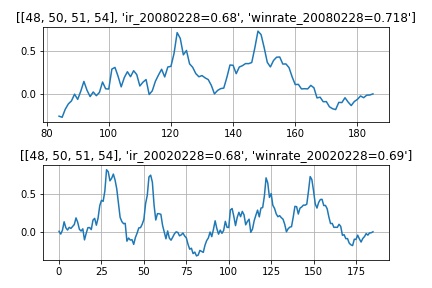 [[48, 50, 51, 54], 'ir_20080228=0.68', 'winrate_20080228=0.718']
0.5
0.0
80 100 120 140 160 180
[[48, 50, 51, 54], 'ir_20020228=0.68', 'winrate_20020228=0.69']
0.5
0.0
0 25 50 75 100 125 150 175